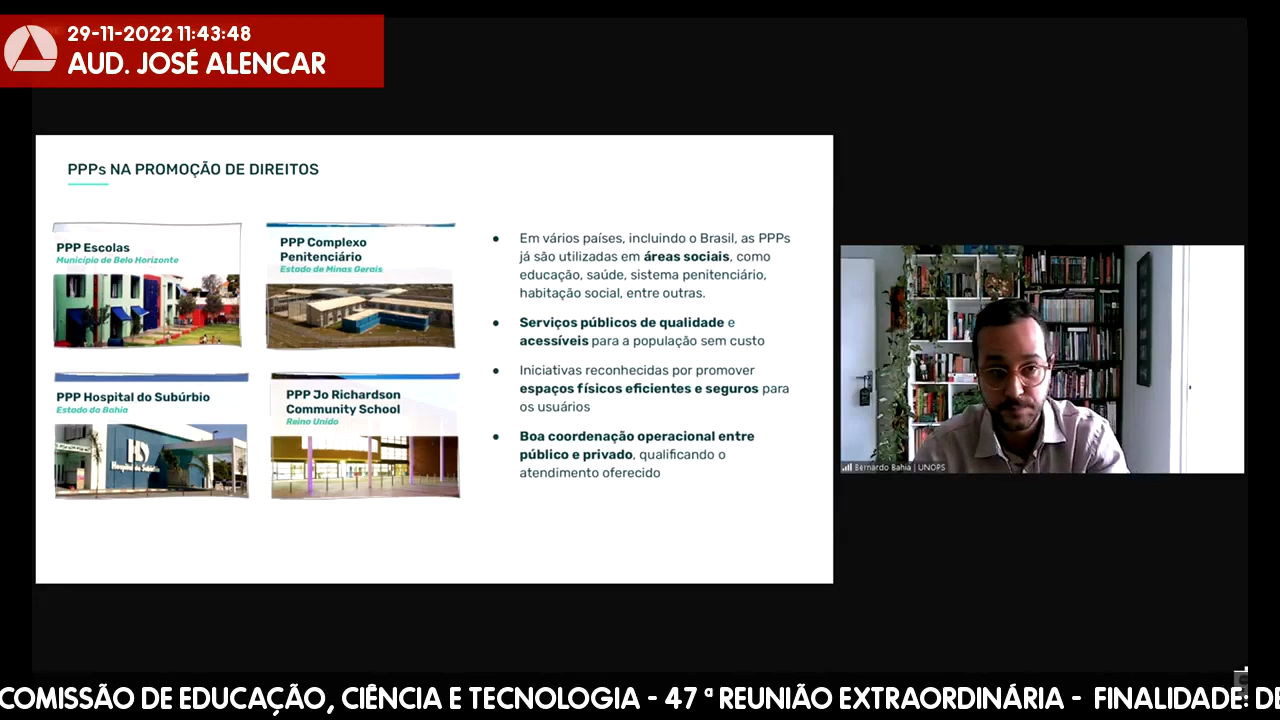 29-11-2022 11:43:48
AUD. JOSÉ ALENCAR
PPPs NA PROMOÇÃO DE DIREITOS
PPP Escolas
Município de Belo Horizonte
PPP Complexo
Penitenciário
Estado de Minas Gerais
PPP Hospital do Subúrbio
Estado da Bahia
HS
Hospital do Subúrbio
PPP Jo Richardson
Community School
Reino Unido
• Em vários países, incluindo o Brasil, as PPPs
já são utilizadas em áreas sociais, como
educação, saúde, sistema penitenciário,
habitação social, entre outras.
• Serviços públicos de qualidade e
acessíveis para a população sem custo
• Iniciativas reconhecidas por promover
espaços físicos eficientes e seguros para
os usuários
• Boa coordenação operacional entre
público e privado, qualificando o
atendimento oferecido
Bernardo Bahia | UNOPS
COMISSÃO DE EDUCAÇÃO, CIÊNCIA E TECNOLOGIA - 47 ª REUNIÃO EXTRAORDINÁRIA - FINALIDADE: DE